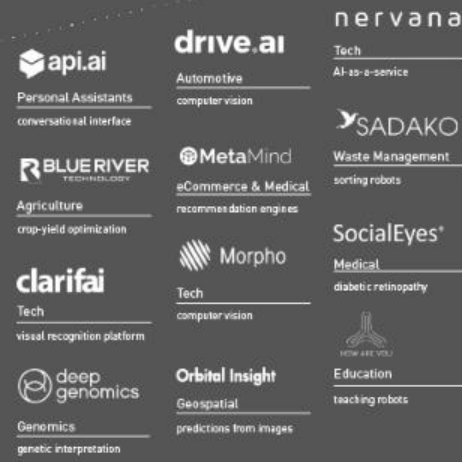 api.ai
Personal Assistants
conversational interface
BLUE RIVER
TECHNOLOGY
Agriculture
crop-yield optimization
clarifai
Tech
visual recognition platform
deep
genomics
Genomics
genetic interpretation
drive.ai
Automotive
computer vision
MetaMind
eCommerce & Medical
recommendation engines
Morpho
Tech
computer vision
Orbital Insight
Geospatial
predictions from images
nervana
Tech
AI-as-a-service
SADAKO
Waste Management
sorting robots
SocialEyes
Medical
diabetic retinopathy
HOW ARE YOU
Education
teaching robots